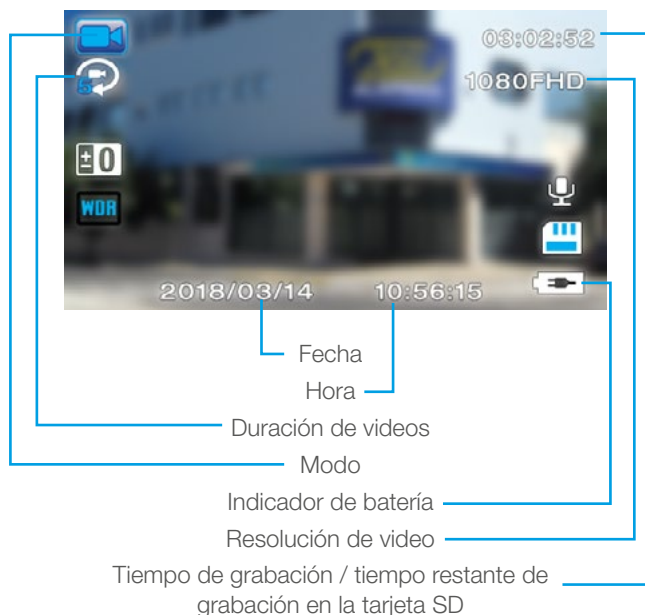 03:02:52
1080FHD
5
±0
WDR
2018/03/14 10:56:15
Fecha
Hora
Duración de videos
Modo
Indicador de batería
Resolución de video
Tiempo de grabación / tiempo restante de
grabación en la tarjeta SD